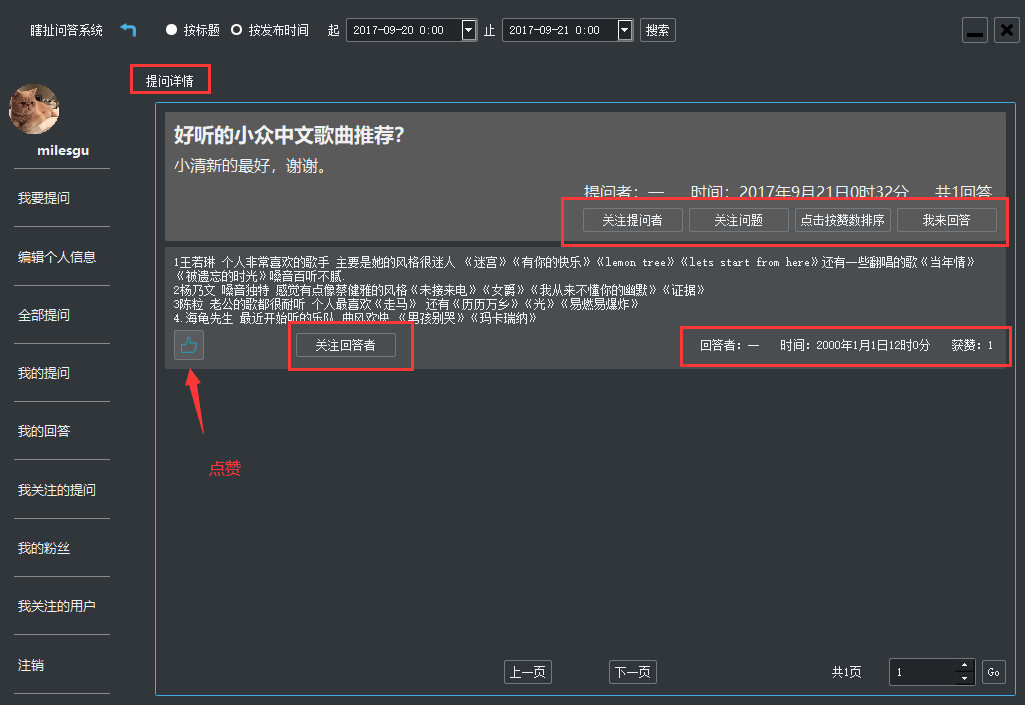 瞎扯问答系统
按标题
按发布时间
起
2017-09-20 0:00
止
2017-09-21 0:00
搜索
提问详情
milesgu
我要提问
编辑个人信息
全部提问
我的提问
我的回答
我关注的提问
我的粉丝
我关注的用户
注销
好听的小众中文歌曲推荐?
小清新的最好，谢谢。
提问者：一 时间：2017年9月21日0时32分 共1回答
关注提问者
关注问题
点击按赞数排序
我来回答
1王若琳 个人非常喜欢的歌手 主要是她的风格很迷人 《迷宫》《有你的快乐》《lemon tree》《lets start from here》还有一些翻唱的歌《当年情》
《被遗忘的时光》嗓音百听不腻.
2杨乃文 嗓音独特 感觉有点像蔡健雅的风格《未接来电》《女爵》《我从来不懂你的幽默》《证据》
3陈粒 老公的歌都很耐听 个人最喜欢《走马》 还有《历历万乡》《光》《易燃易爆炸》
4.海龟先生 最近开始听的乐队 曲风欢快 《男孩别哭》《玛卡瑞纳》
关注回答者
回答者：一 时间：2000年1月1日12时0分 获赞：1
点赞
上一页
下一页
共1页
1
Go